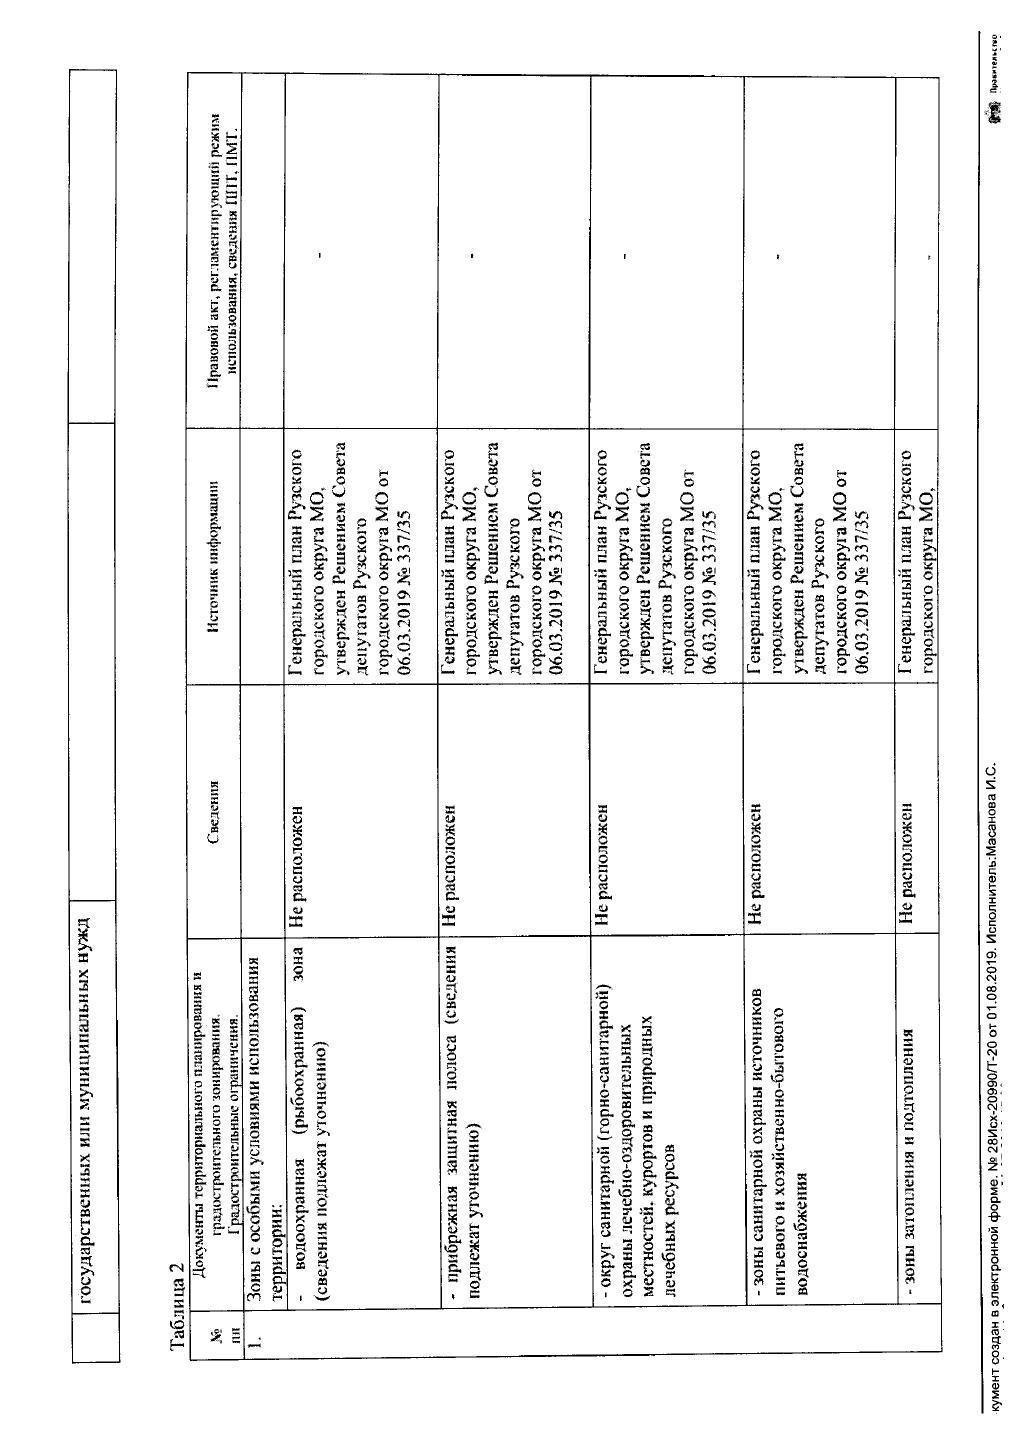 государственных или муниципальных нужд
Таблица 2
№
пп
Документы территориального планирования и
градостроительного зонирования.
Градостроительные ограничения.
Сведения
Источник информации
Правовой акт, регламентирующий режим
использования, сведения ППТ, ПМТ.
1.
Зоны с особыми условиями использования
территории:
- водоохранная (рыбоохранная) зона
(сведения подлежат уточнению)
Не расположен
Генеральный план Рузского
городского округа МО,
утвержден Решением Совета
депутатов Рузского
городского округа МО от
06.03.2019 № 337/35
-
- прибрежная защитная полоса (сведения
подлежат уточнению)
Не расположен
Генеральный план Рузского
городского округа МО,
утвержден Решением Совета
депутатов Рузского
городского округа МО от
06.03.2019 № 337/35
-
- округ санитарной (горно-санитарной)
охраны лечебно-оздоровительных
местностей, курортов и природных
лечебных ресурсов
Не расположен
Генеральный план Рузского
городского округа МО,
утвержден Решением Совета
депутатов Рузского
городского округа МО от
06.03.2019 № 337/35
-
- зоны санитарной охраны источников
питьевого и хозяйственно-бытового
водоснабжения
Не расположен
Генеральный план Рузского
городского округа МО,
утвержден Решением Совета
депутатов Рузского
городского округа МО от
06.03.2019 № 337/35
-
- зоны затопления и подтопления
Не расположен
Генеральный план Рузского
городского округа МО,
-
кумент создан в электронной форме. № 28Исх-20990/Т-20 от 01.08.2019. Исполнитель:Масанова И.С.
Правительство